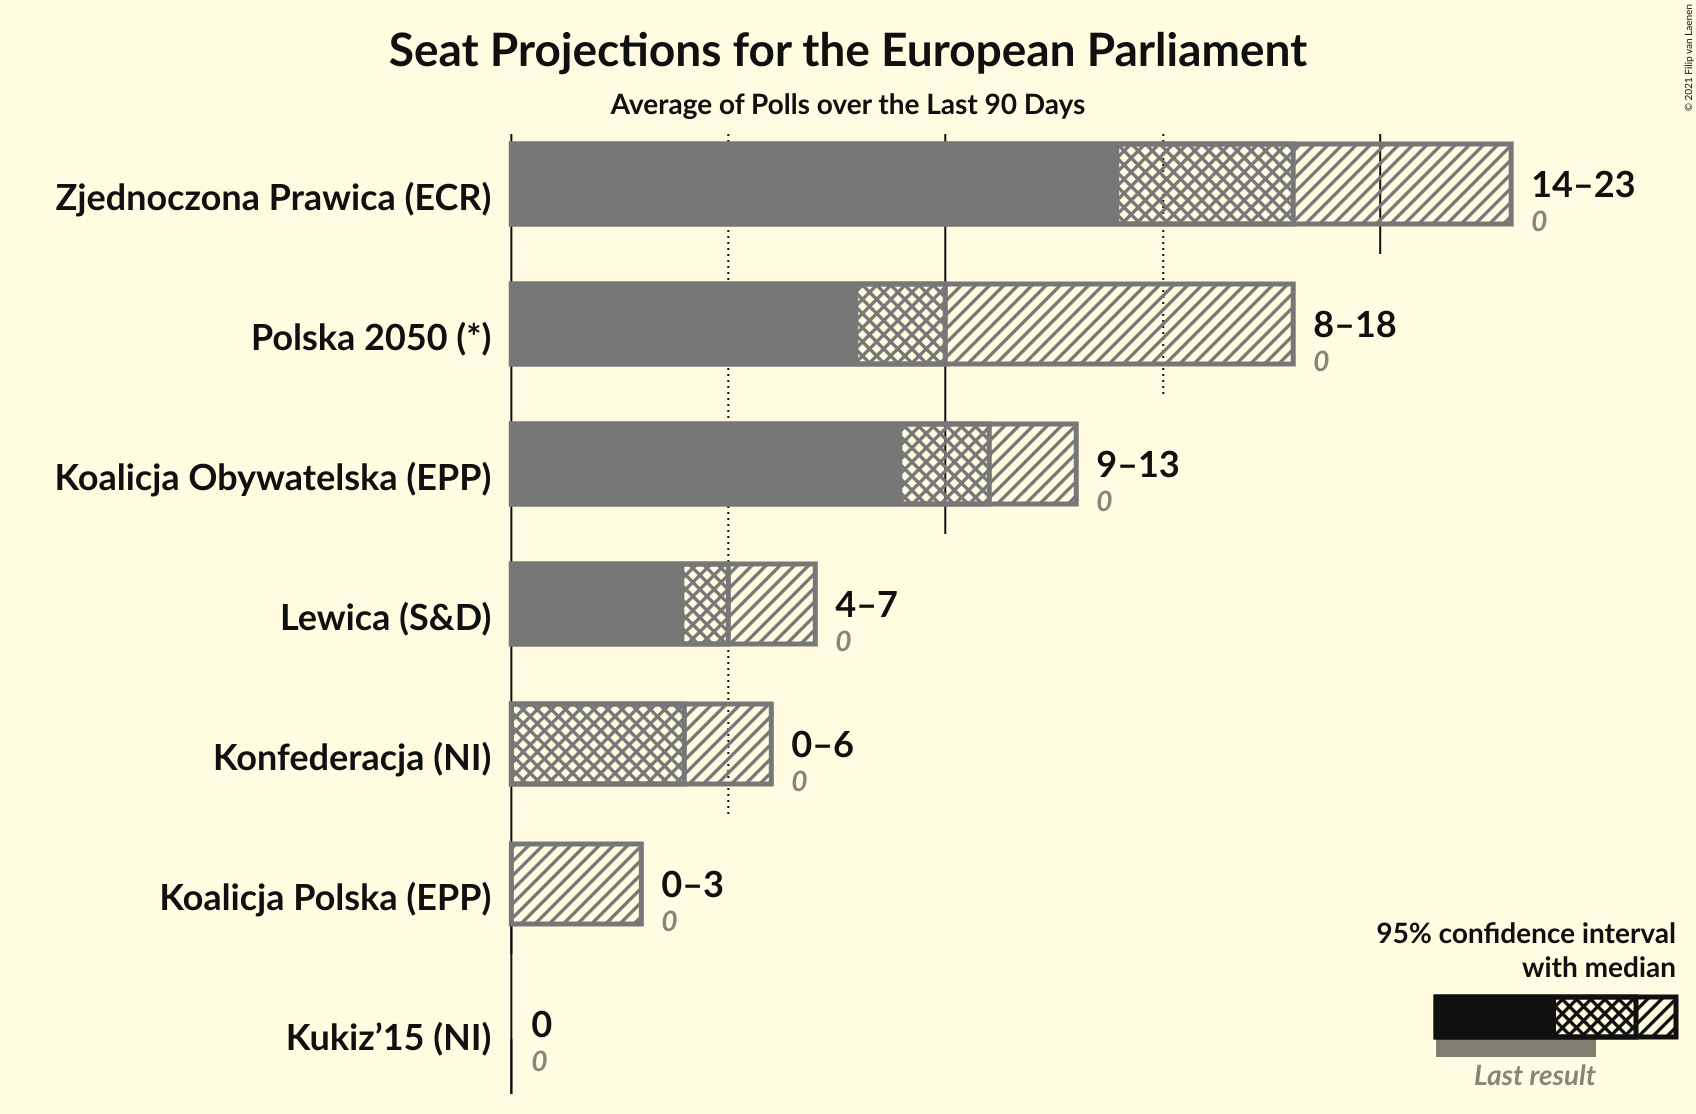 Seat Projections for the European Parliament
Average of Polls over the Last 90 Days
© 2021 Filip van Laenen
Zjednoczona Prawica (ECR)
14–23
0
Polska 2050 (*)
8–18
0
Koalicja Obywatelska (EPP)
9–13
0
Lewica (S&D)
4–7
0
Konfederacja (NI)
0–6
0
Koalicja Polska (EPP)
0–3
0
Kukiz’15 (NI)
0
0
95% confidence interval
with median
Last result